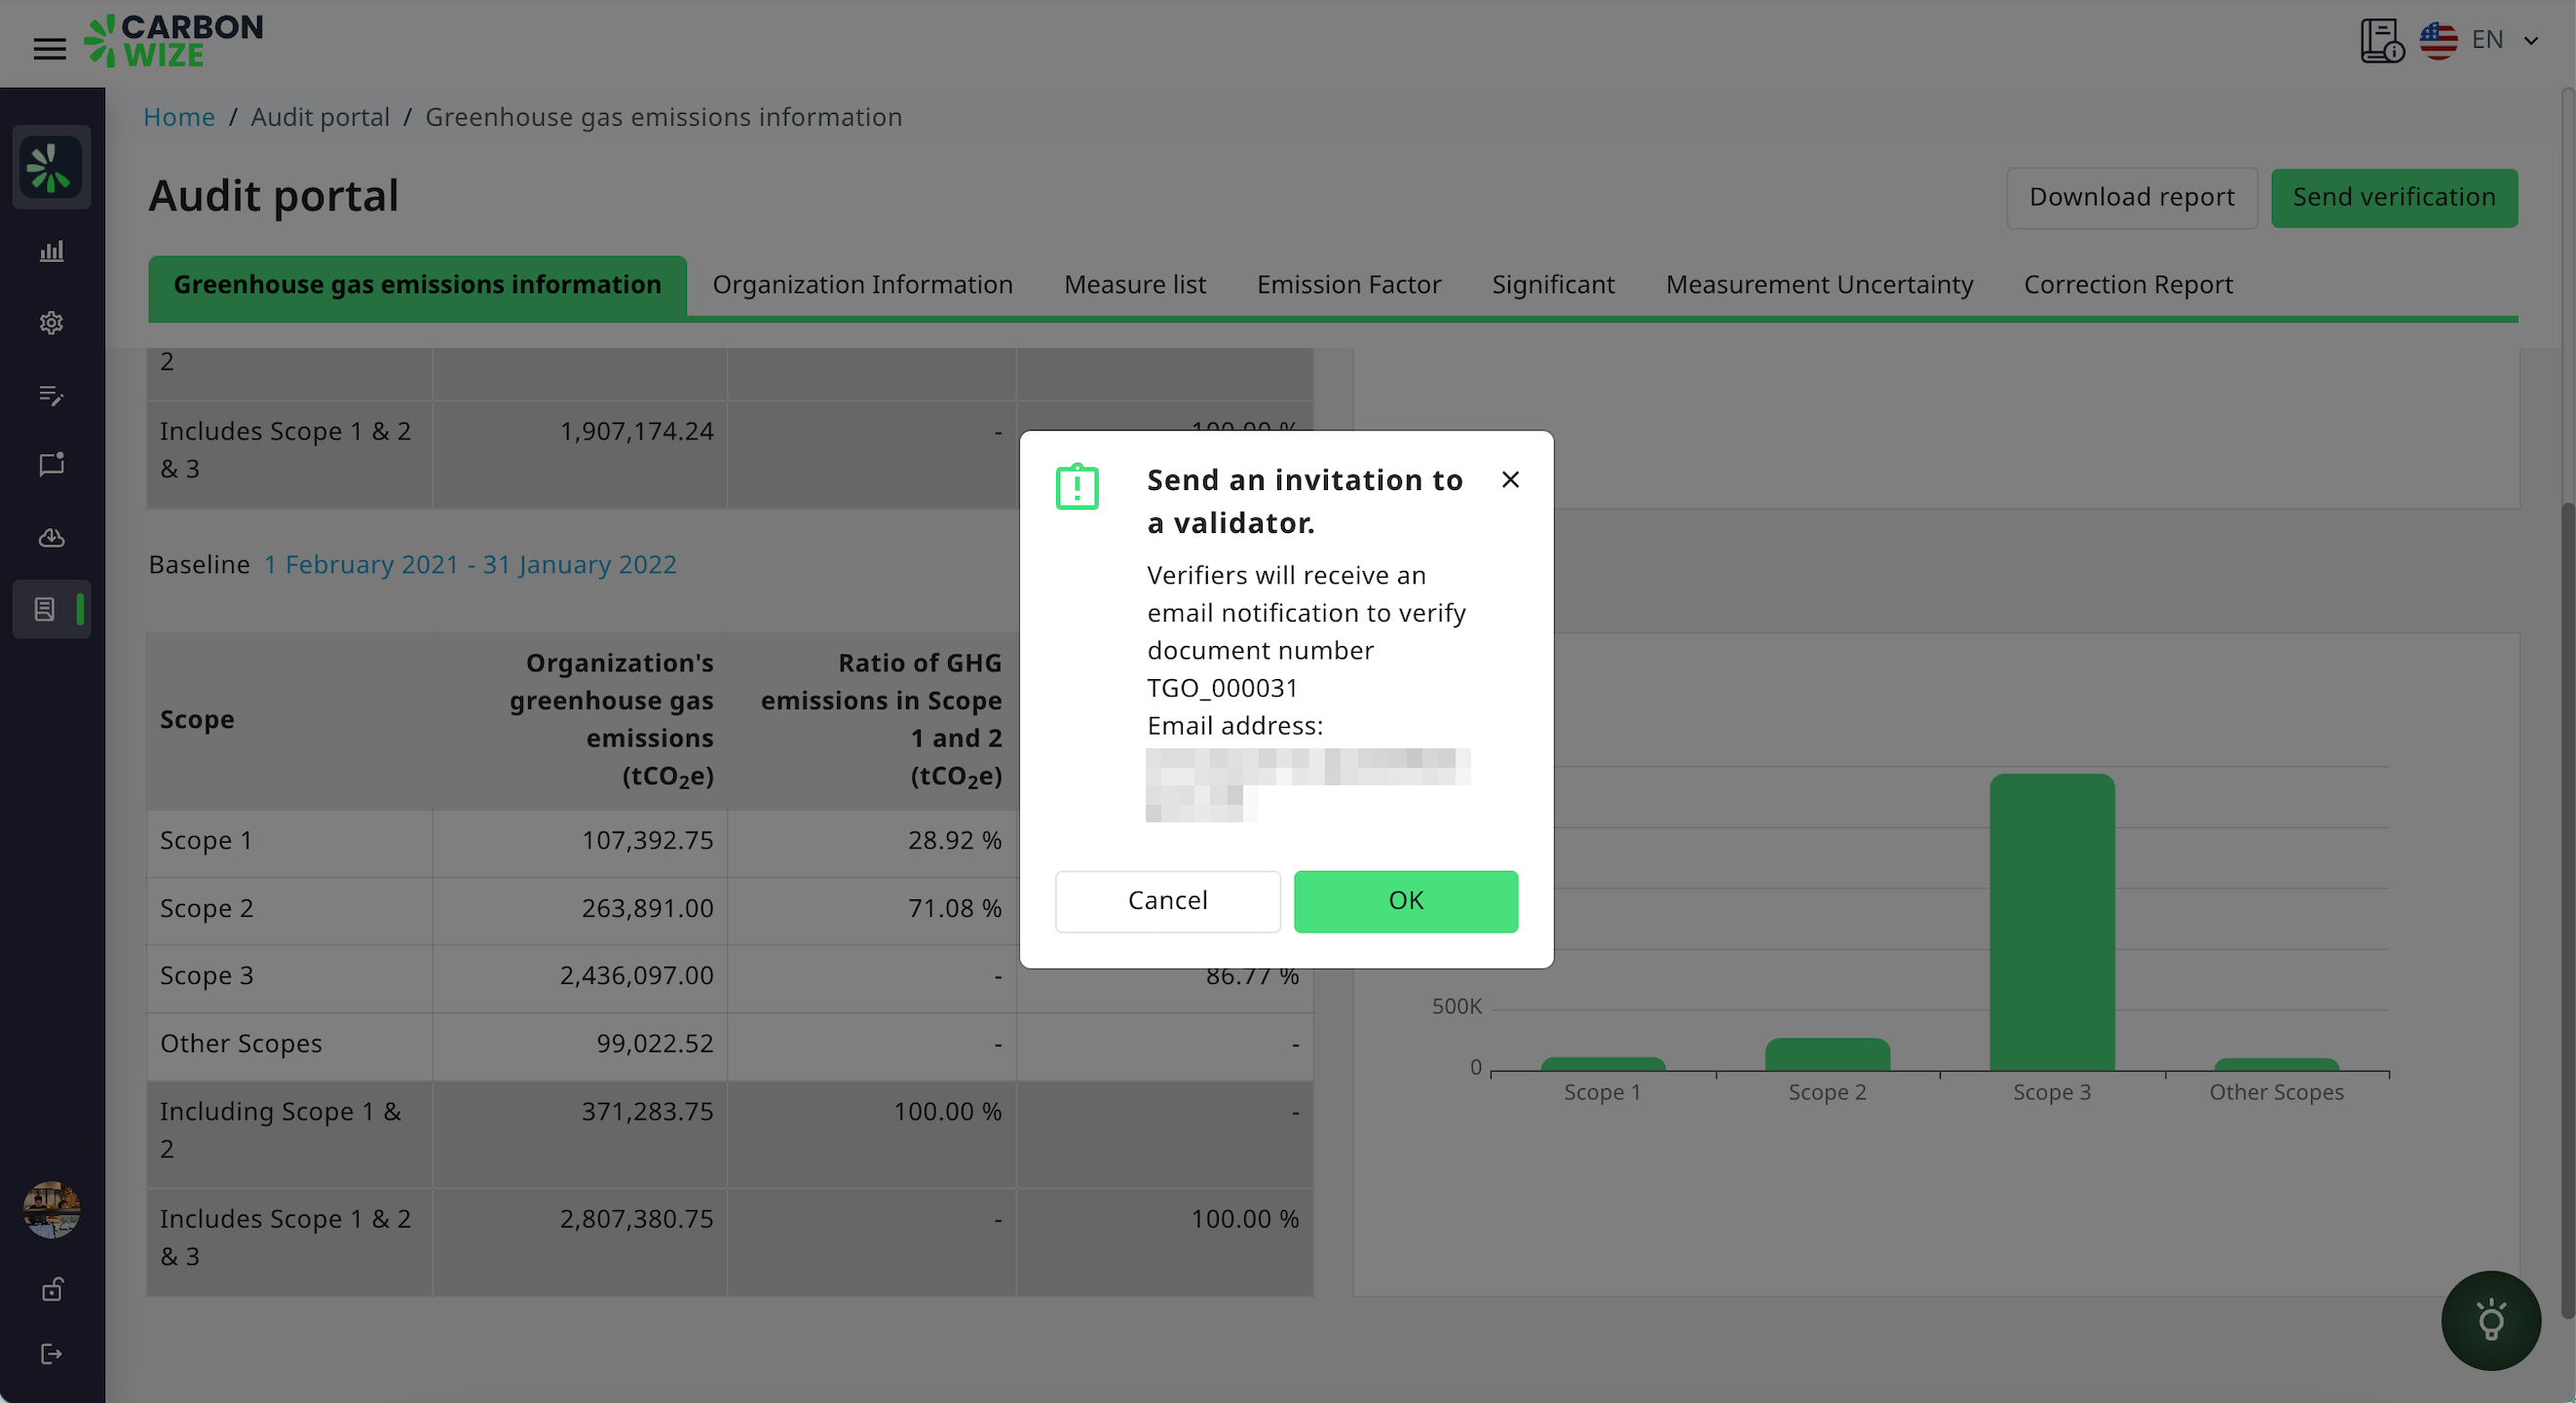 CARBON
WIZE
EN
Home / Audit portal / Greenhouse gas emissions information
Audit portal
Download report
Send verification
Greenhouse gas emissions information
Organization Information
Measure list
Emission Factor
Significant
Measurement Uncertainty
Correction Report
2
Includes Scope 1 & 2
& 3
1,907,174.24
-
100.00 %
Baseline 1 February 2021 - 31 January 2022
Scope
Organization's
greenhouse gas
emissions
(tCO₂e)
Ratio of GHG
emissions in Scope
1 and 2
(tCO₂e)
Scope 1
107,392.75
28.92 %
Scope 2
263,891.00
71.08 %
Scope 3
2,436,097.00
-
86.77 %
Other Scopes
99,022.52
-
-
Including Scope 1 &
2
371,283.75
100.00 %
-
Includes Scope 1 & 2
& 3
2,807,380.75
-
100.00 %
Send an invitation to
a validator.
Verifiers will receive an
email notification to verify
document number
TGO_000031
Email address:
Cancel
OK
500K
0
Scope 1
Scope 2
Scope 3
Other Scopes